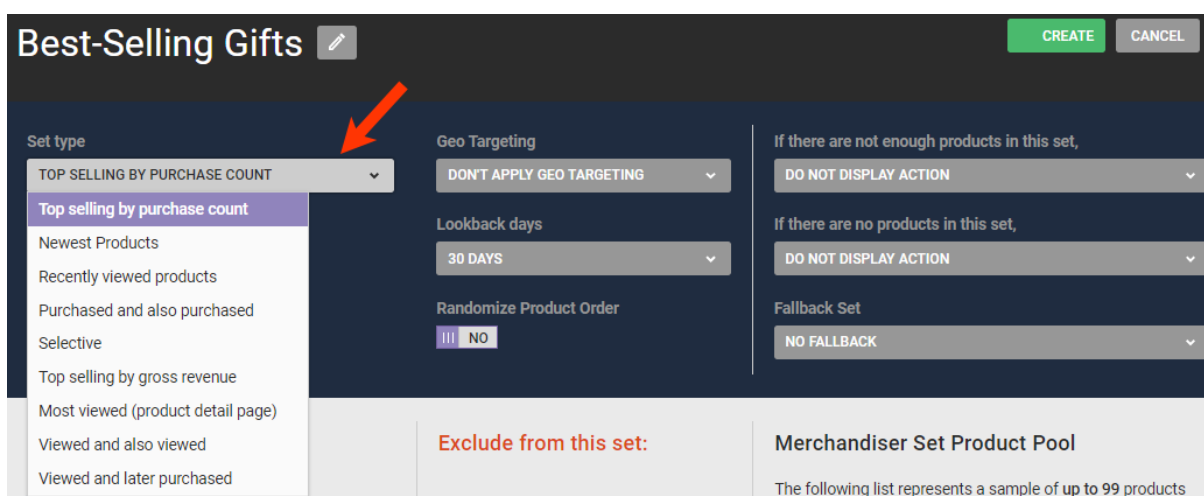 Best-Selling Gifts
CREATE
CANCEL
Set type
TOP SELLING BY PURCHASE COUNT
Top selling by purchase count
Newest Products
Recently viewed products
Purchased and also purchased
Selective
Top selling by gross revenue
Most viewed (product detail page)
Viewed and also viewed
Viewed and later purchased
Geo Targeting
DON'T APPLY GEO TARGETING
Lookback days
30 DAYS
Randomize Product Order
NO
If there are not enough products in this set,
DO NOT DISPLAY ACTION
If there are no products in this set,
DO NOT DISPLAY ACTION
Fallback Set
NO FALLBACK
Exclude from this set:
Merchandiser Set Product Pool
The following list represents a sample of up to 99 products